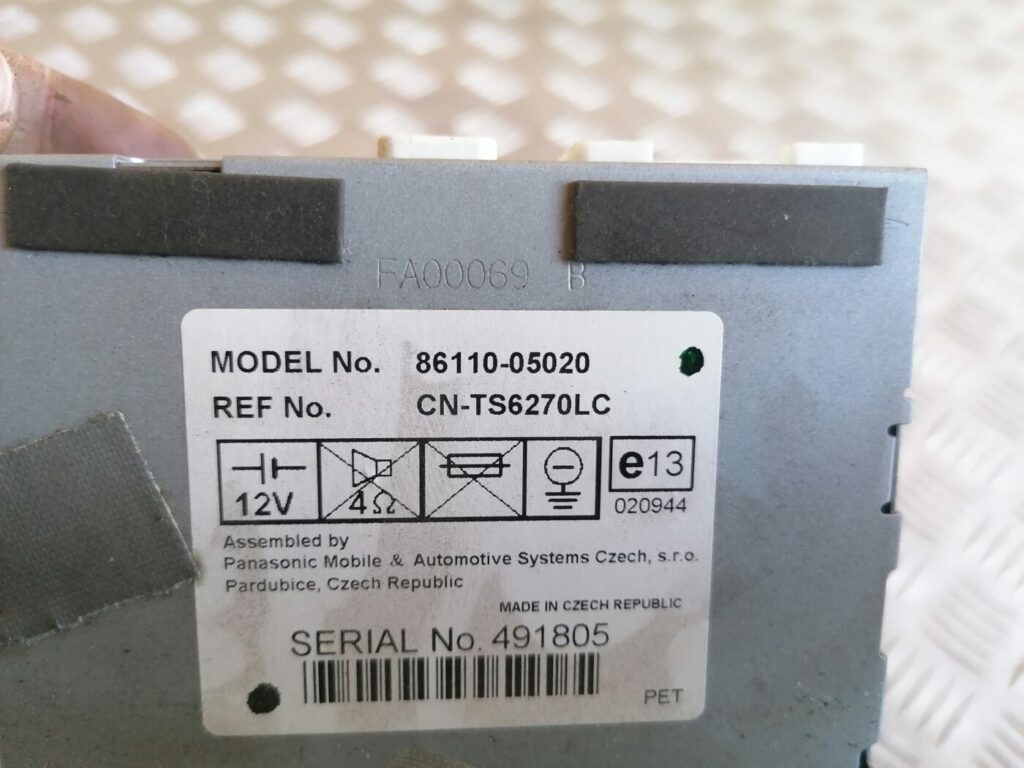 FA00069 B
MODEL No. 86110-05020
REF No. CN-TS6270LC
12V 4Ω e13
020944
Assembled by
Panasonic Mobile & Automotive Systems Czech, s.r.o.
Pardubice, Czech Republic
MADE IN CZECH REPUBLIC
SERIAL No. 491805
PET